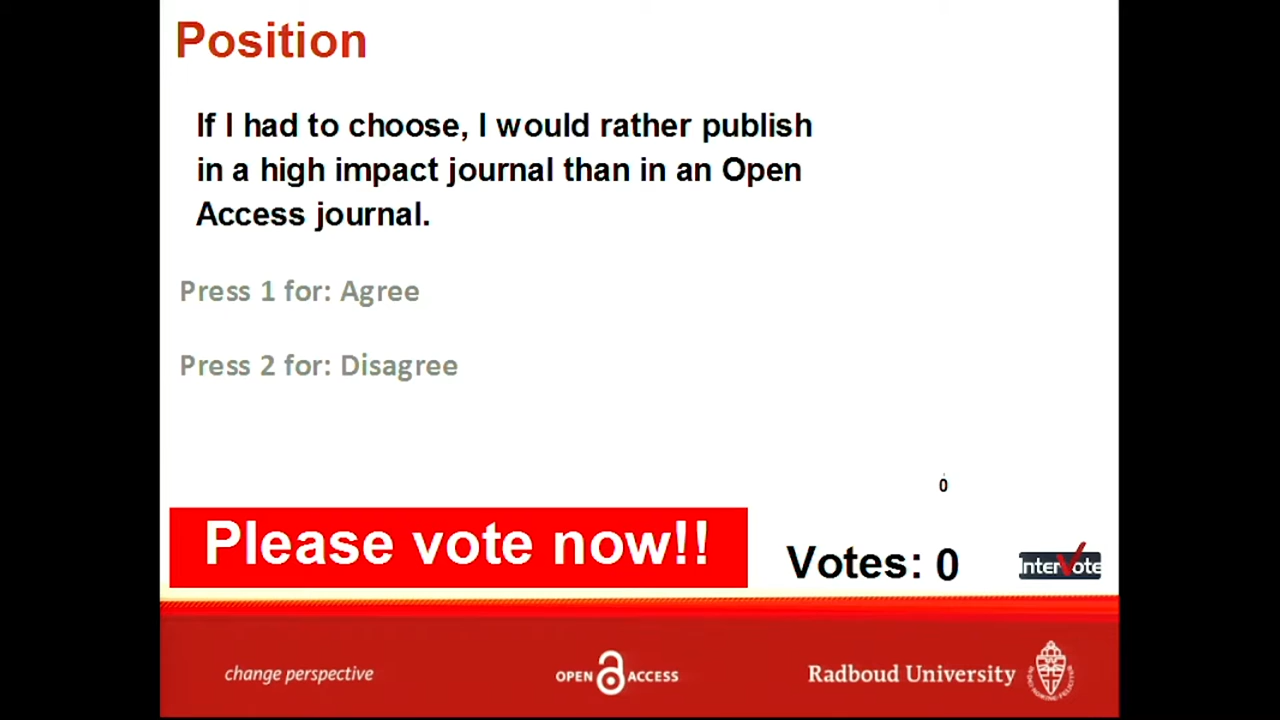 Position
If I had to choose, I would rather publish
in a high impact journal than in an Open
Access journal.
Press 1 for: Agree
Press 2 for: Disagree
0
Please vote now!!
Votes: 0
InterVote
change perspective
OPEN ACCESS
Radboud University